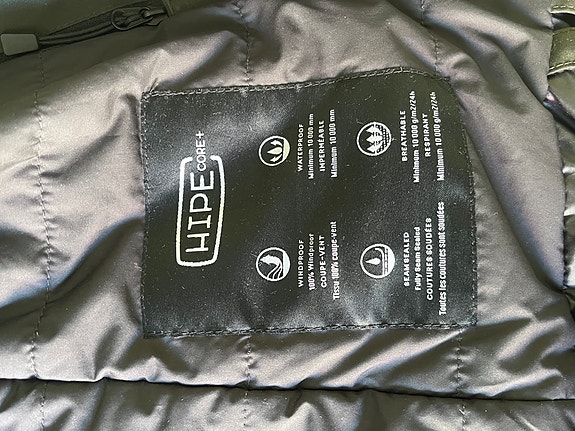 HIPE CORE+
WINDPROOF
100% Windproof
COUPE-VENT
Tissu 100% coupe-vent
WATERPROOF
Minimum 10 000 mm
IMPERMÉABLE
Minimum 10 000 mm
SEAM-SEALED
Fully Seam Sealed
COUTURES SOUDÉES
Toutes les coutures sont soudées
BREATHABLE
Minimum 10 000 g/m2/24h
RESPIRANT
Minimum 10 000 g/m2/24h